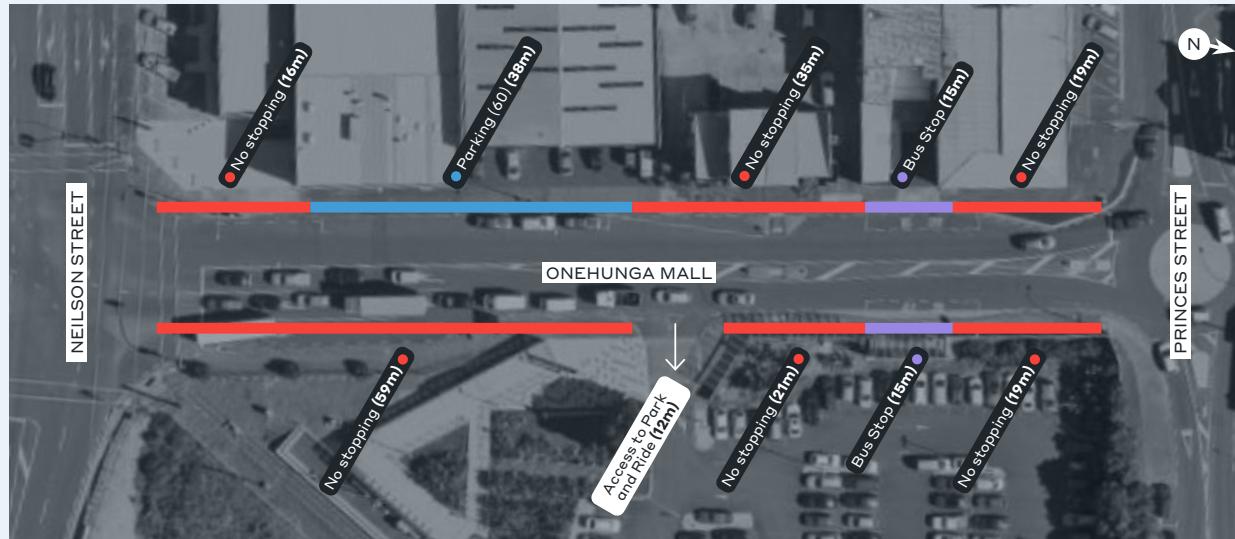 N
No stopping (16m)
Parking (60) (38m)
No stopping (35m)
Bus Stop (15m)
No stopping (19m)
NEILSON STREET
ONEHUNGA MALL
PRINCES STREET
No stopping (59m)
Access to Park
and Ride (12m)
No stopping (21m)
Bus Stop (15m)
No stopping (19m)